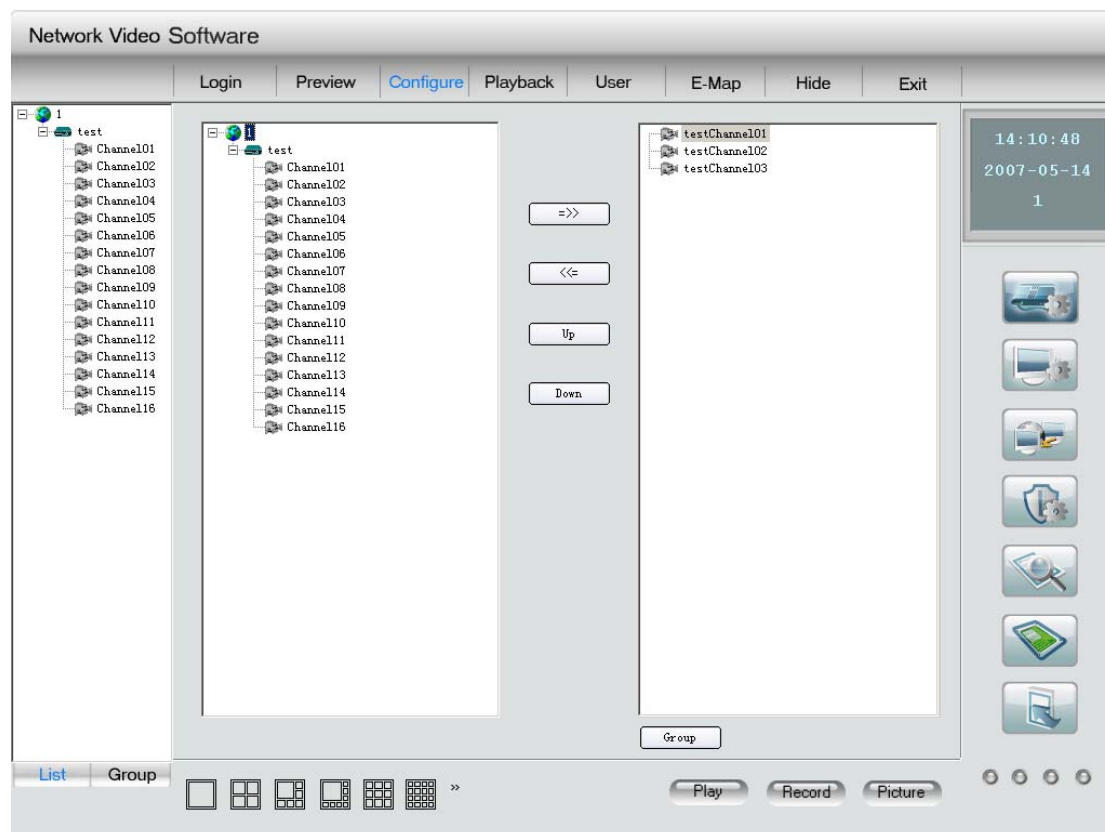 Network Video Software
Login Preview Configure Playback User E-Map Hide Exit
1
test
Channel01
Channel02
Channel03
Channel04
Channel05
Channel06
Channel07
Channel08
Channel09
Channel10
Channel11
Channel12
Channel13
Channel14
Channel15
Channel16
List Group
1
test
Channel01
Channel02
Channel03
Channel04
Channel05
Channel06
Channel07
Channel08
Channel09
Channel10
Channel11
Channel12
Channel13
Channel14
Channel15
Channel16
=>>
<<=
Up
Down
testChannel01
testChannel02
testChannel03
Group
14:10:48
2007-05-14
1
»
Play Record Picture